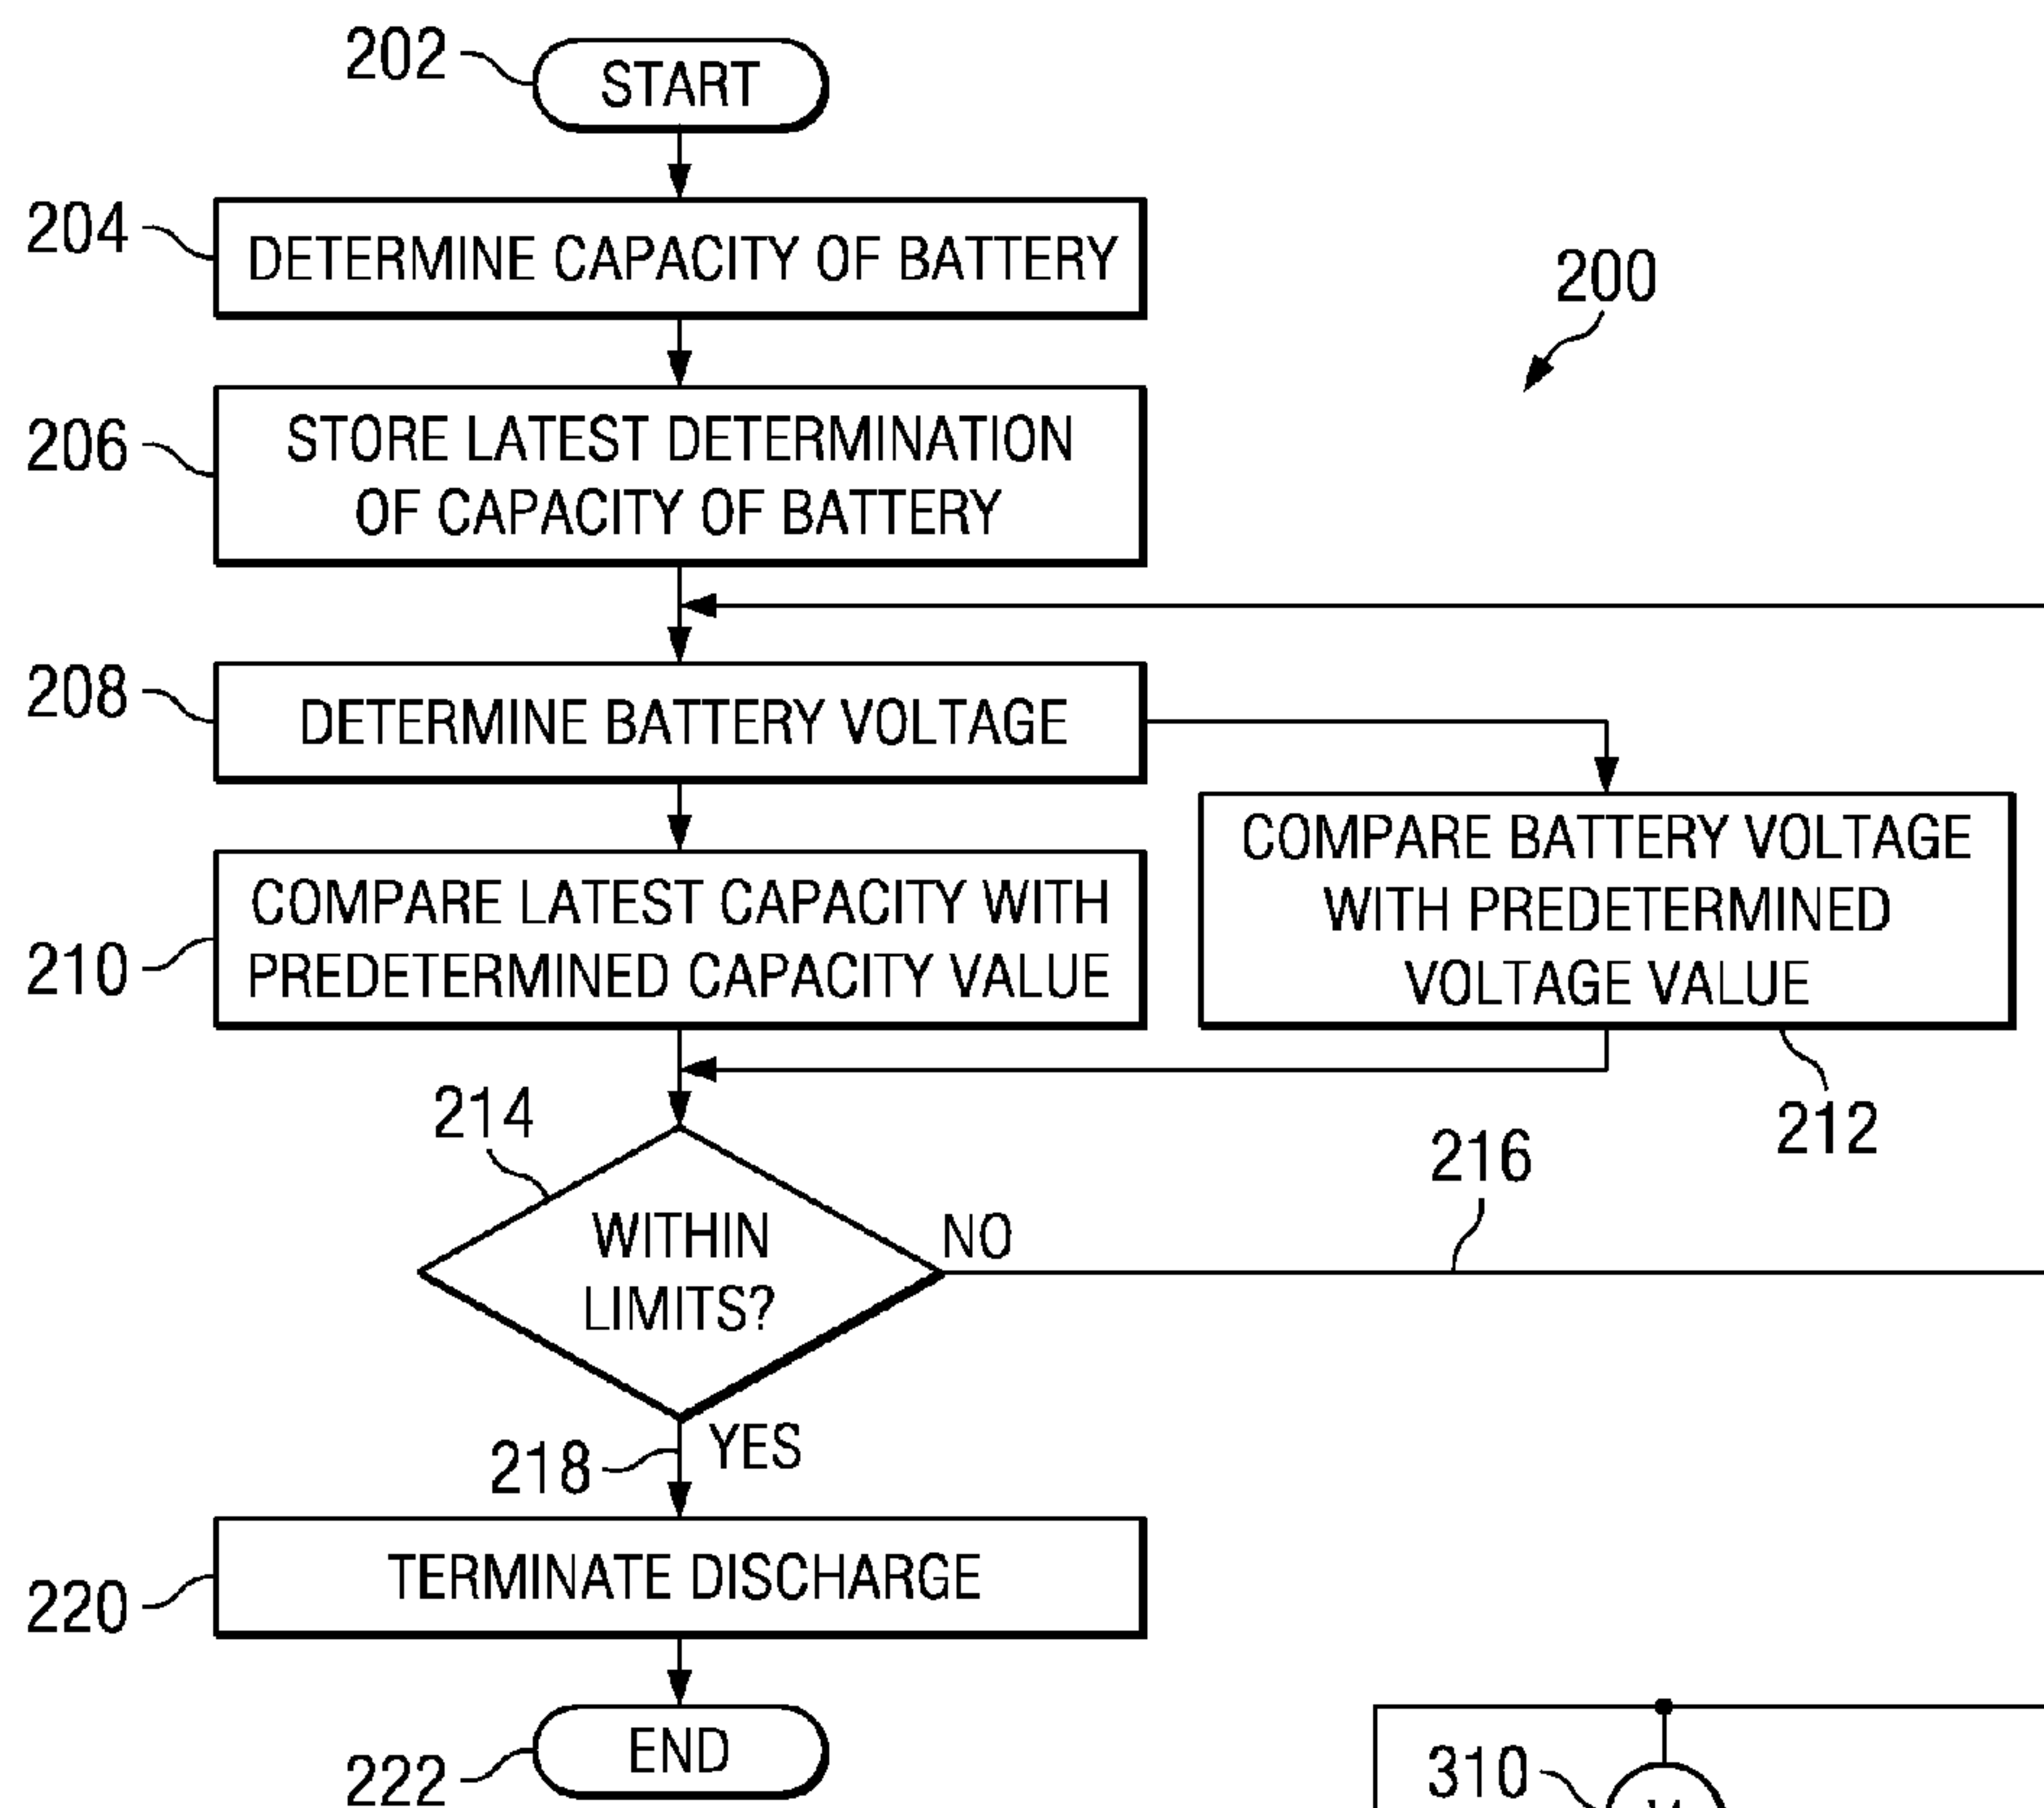 202
START
204
DETERMINE CAPACITY OF BATTERY
200
206
STORE LATEST DETERMINATION
OF CAPACITY OF BATTERY
208
DETERMINE BATTERY VOLTAGE
210
COMPARE LATEST CAPACITY WITH
PREDETERMINED CAPACITY VALUE
COMPARE BATTERY VOLTAGE
WITH PREDETERMINED
VOLTAGE VALUE
212
214
WITHIN
LIMITS?
NO
216
218
YES
220
TERMINATE DISCHARGE
222
END
310